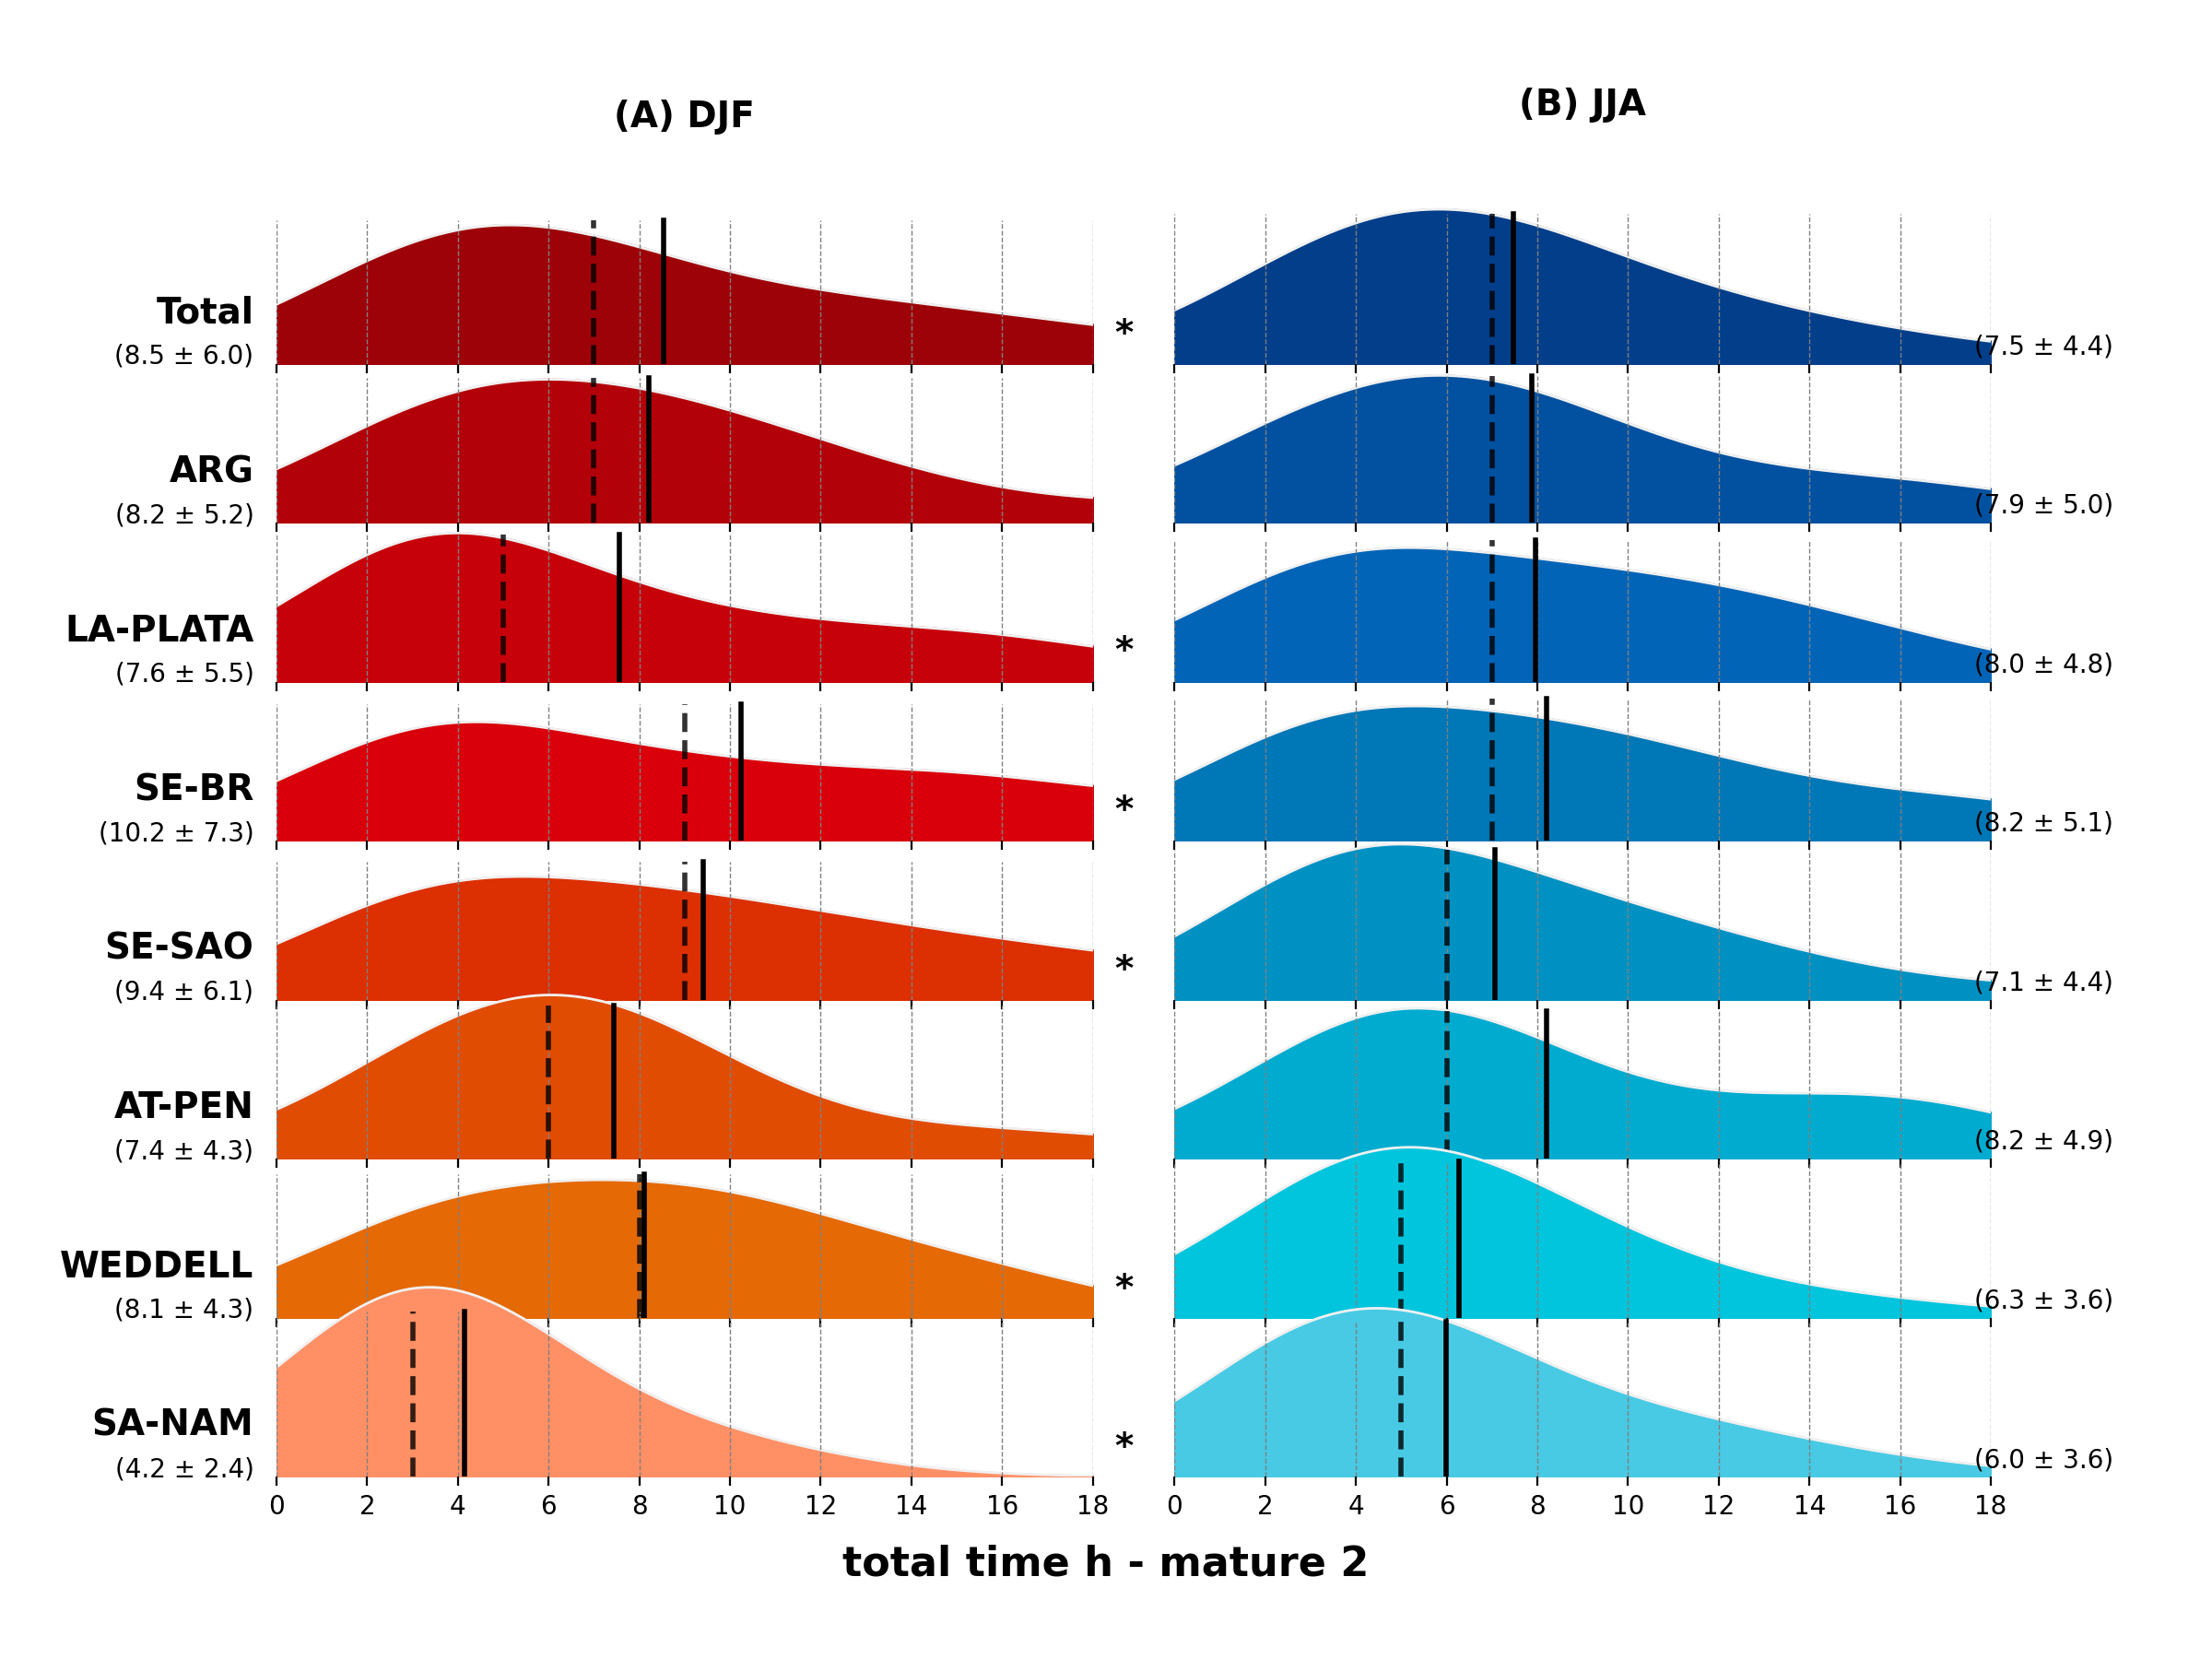 (A) DJF
(B) JJA
Total
(8.5 ± 6.0)
*
(7.5 ± 4.4)
ARG
(8.2 ± 5.2)
(7.9 ± 5.0)
LA-PLATA
(7.6 ± 5.5)
*
(8.0 ± 4.8)
SE-BR
(10.2 ± 7.3)
*
(8.2 ± 5.1)
SE-SAO
(9.4 ± 6.1)
*
(7.1 ± 4.4)
AT-PEN
(7.4 ± 4.3)
(8.2 ± 4.9)
WEDDELL
(8.1 ± 4.3)
*
(6.3 ± 3.6)
SA-NAM
(4.2 ± 2.4)
*
(6.0 ± 3.6)
0 2 4 6 8 10 12 14 16 18
0 2 4 6 8 10 12 14 16 18
total time h - mature 2